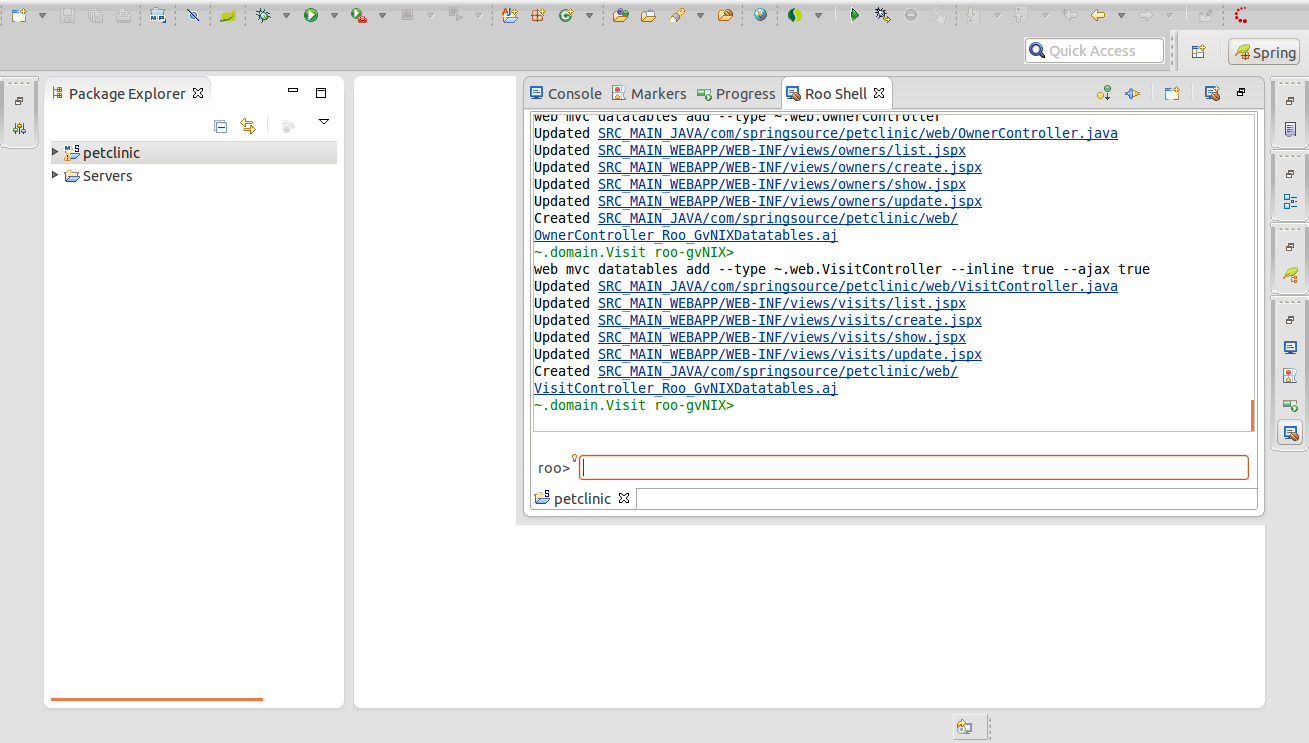 Quick Access
Spring
Package Explorer
petclinic
Servers
Console
Markers
Progress
Roo Shell
web mvc datatables add --type ~.web.OwnerController
Updated SRC_MAIN_JAVA/com/springsource/petclinic/web/OwnerController.java
Updated SRC_MAIN_WEBAPP/WEB-INF/views/owners/list.jspx
Updated SRC_MAIN_WEBAPP/WEB-INF/views/owners/create.jspx
Updated SRC_MAIN_WEBAPP/WEB-INF/views/owners/show.jspx
Updated SRC_MAIN_WEBAPP/WEB-INF/views/owners/update.jspx
Created SRC_MAIN_JAVA/com/springsource/petclinic/web/
OwnerController_Roo_GvNIXDatatables.aj
~.domain.Visit roo-gvNIX>
web mvc datatables add --type ~.web.VisitController --inline true --ajax true
Updated SRC_MAIN_JAVA/com/springsource/petclinic/web/VisitController.java
Updated SRC_MAIN_WEBAPP/WEB-INF/views/visits/list.jspx
Updated SRC_MAIN_WEBAPP/WEB-INF/views/visits/create.jspx
Updated SRC_MAIN_WEBAPP/WEB-INF/views/visits/show.jspx
Updated SRC_MAIN_WEBAPP/WEB-INF/views/visits/update.jspx
Created SRC_MAIN_JAVA/com/springsource/petclinic/web/
VisitController_Roo_GvNIXDatatables.aj
~.domain.Visit roo-gvNIX>
roo>
petclinic